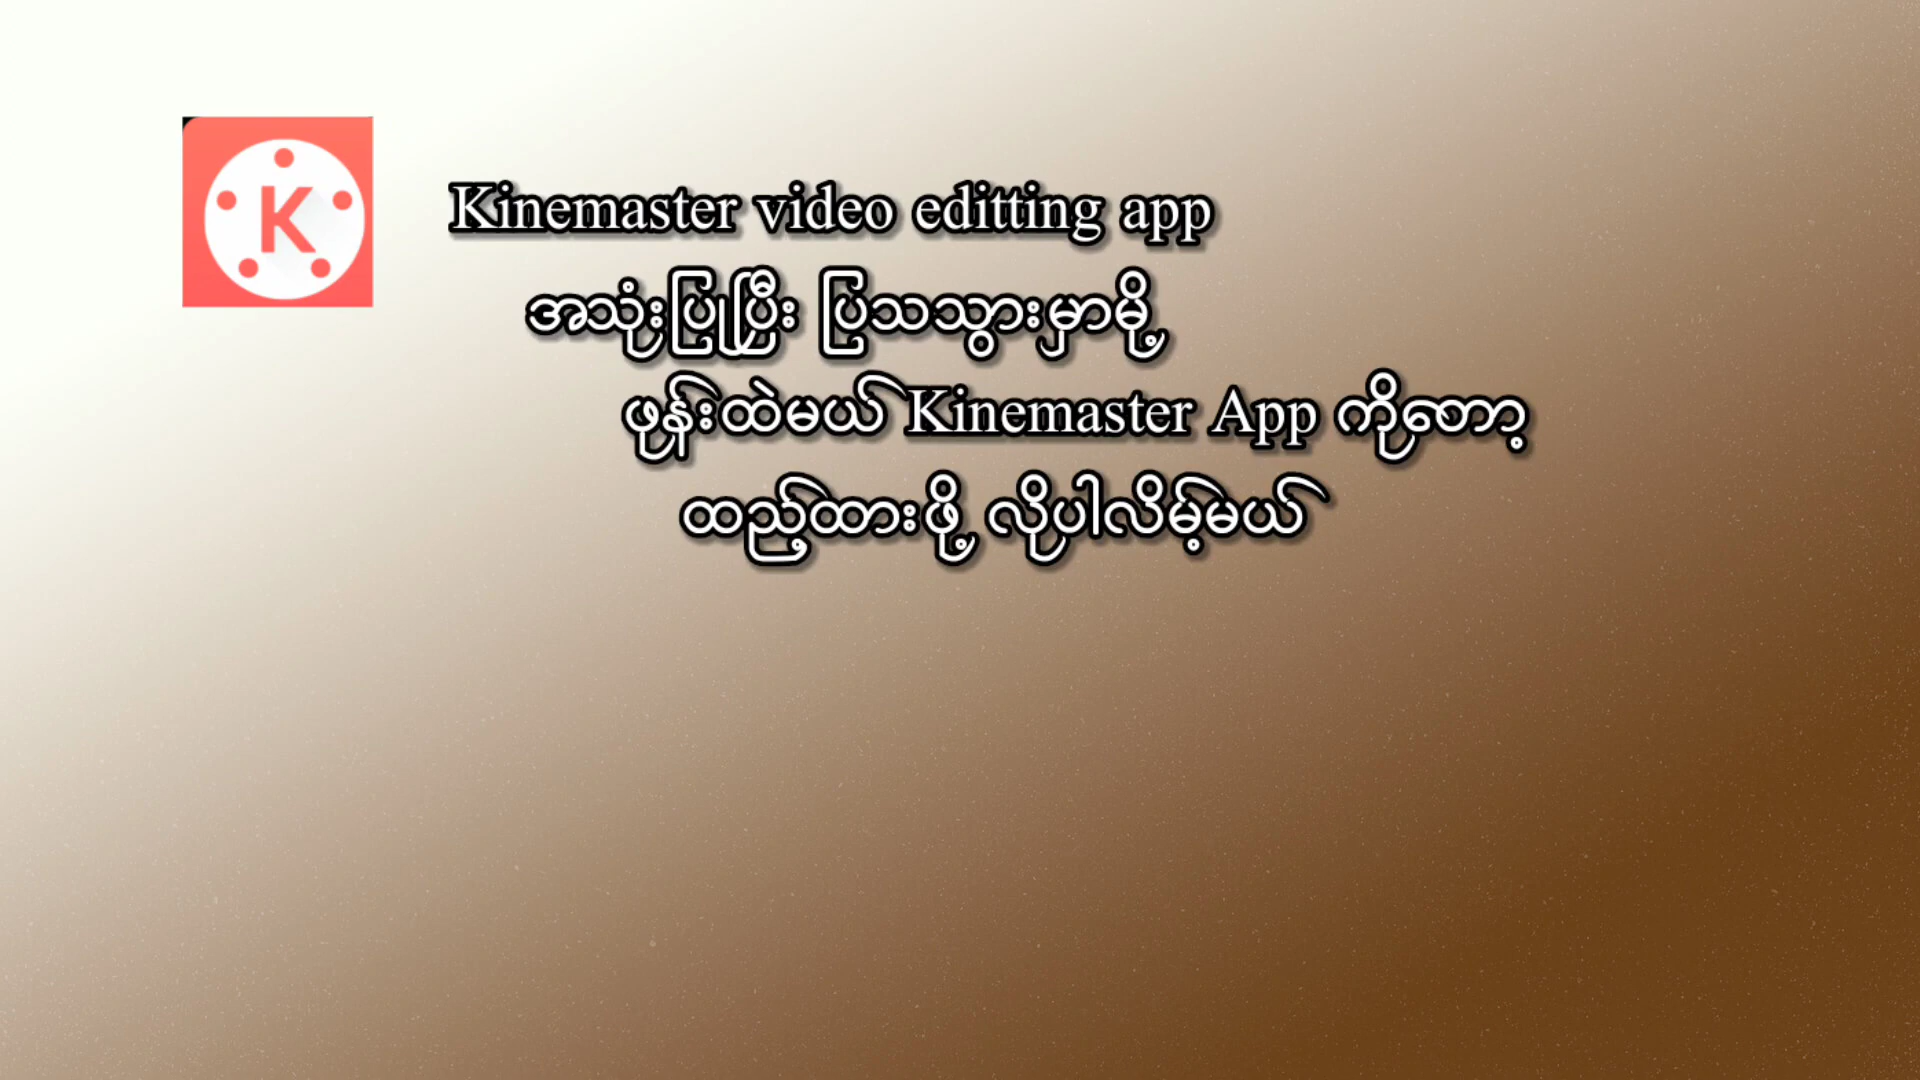 K
Kinemaster video editting app
အသုံးပြုပြီး ပြသသွားမှာမို့
ဖုန်းထဲမယ် Kinemaster App ကိုတော့
ထည့်ထားဖို့ လိုပါလိမ့်မယ်